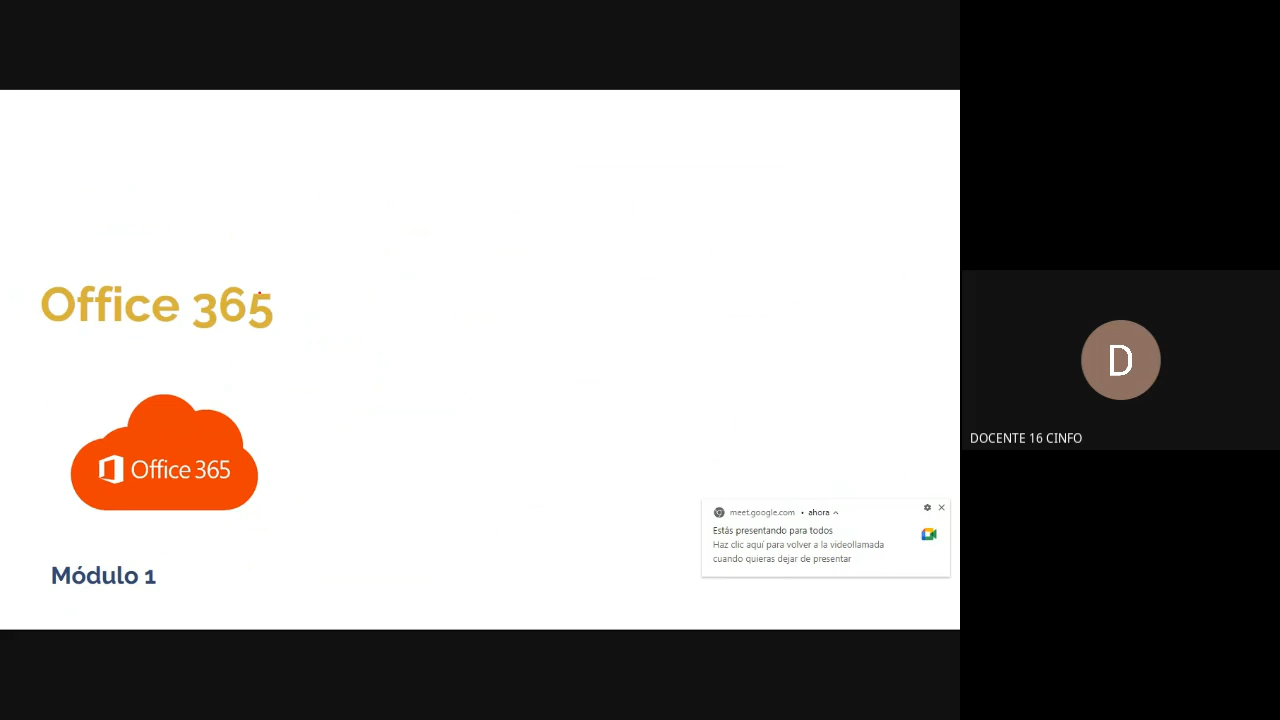 Office 365
Office 365
Módulo 1
meet.google.com • ahora
Estás presentando para todos
Haz clic aquí para volver a la videollamada
cuando quieras dejar de presentar
D
DOCENTE 16 CINFO